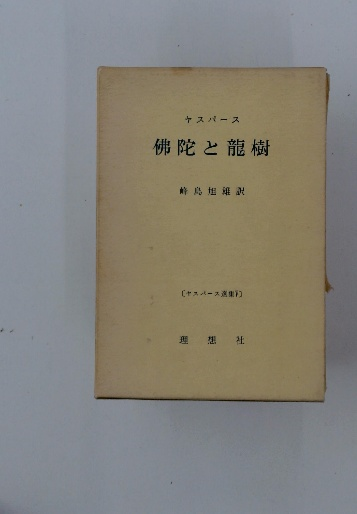 ヤスパース
佛陀と龍樹
峰島旭雄訳
〔ヤスパース選集
理想社